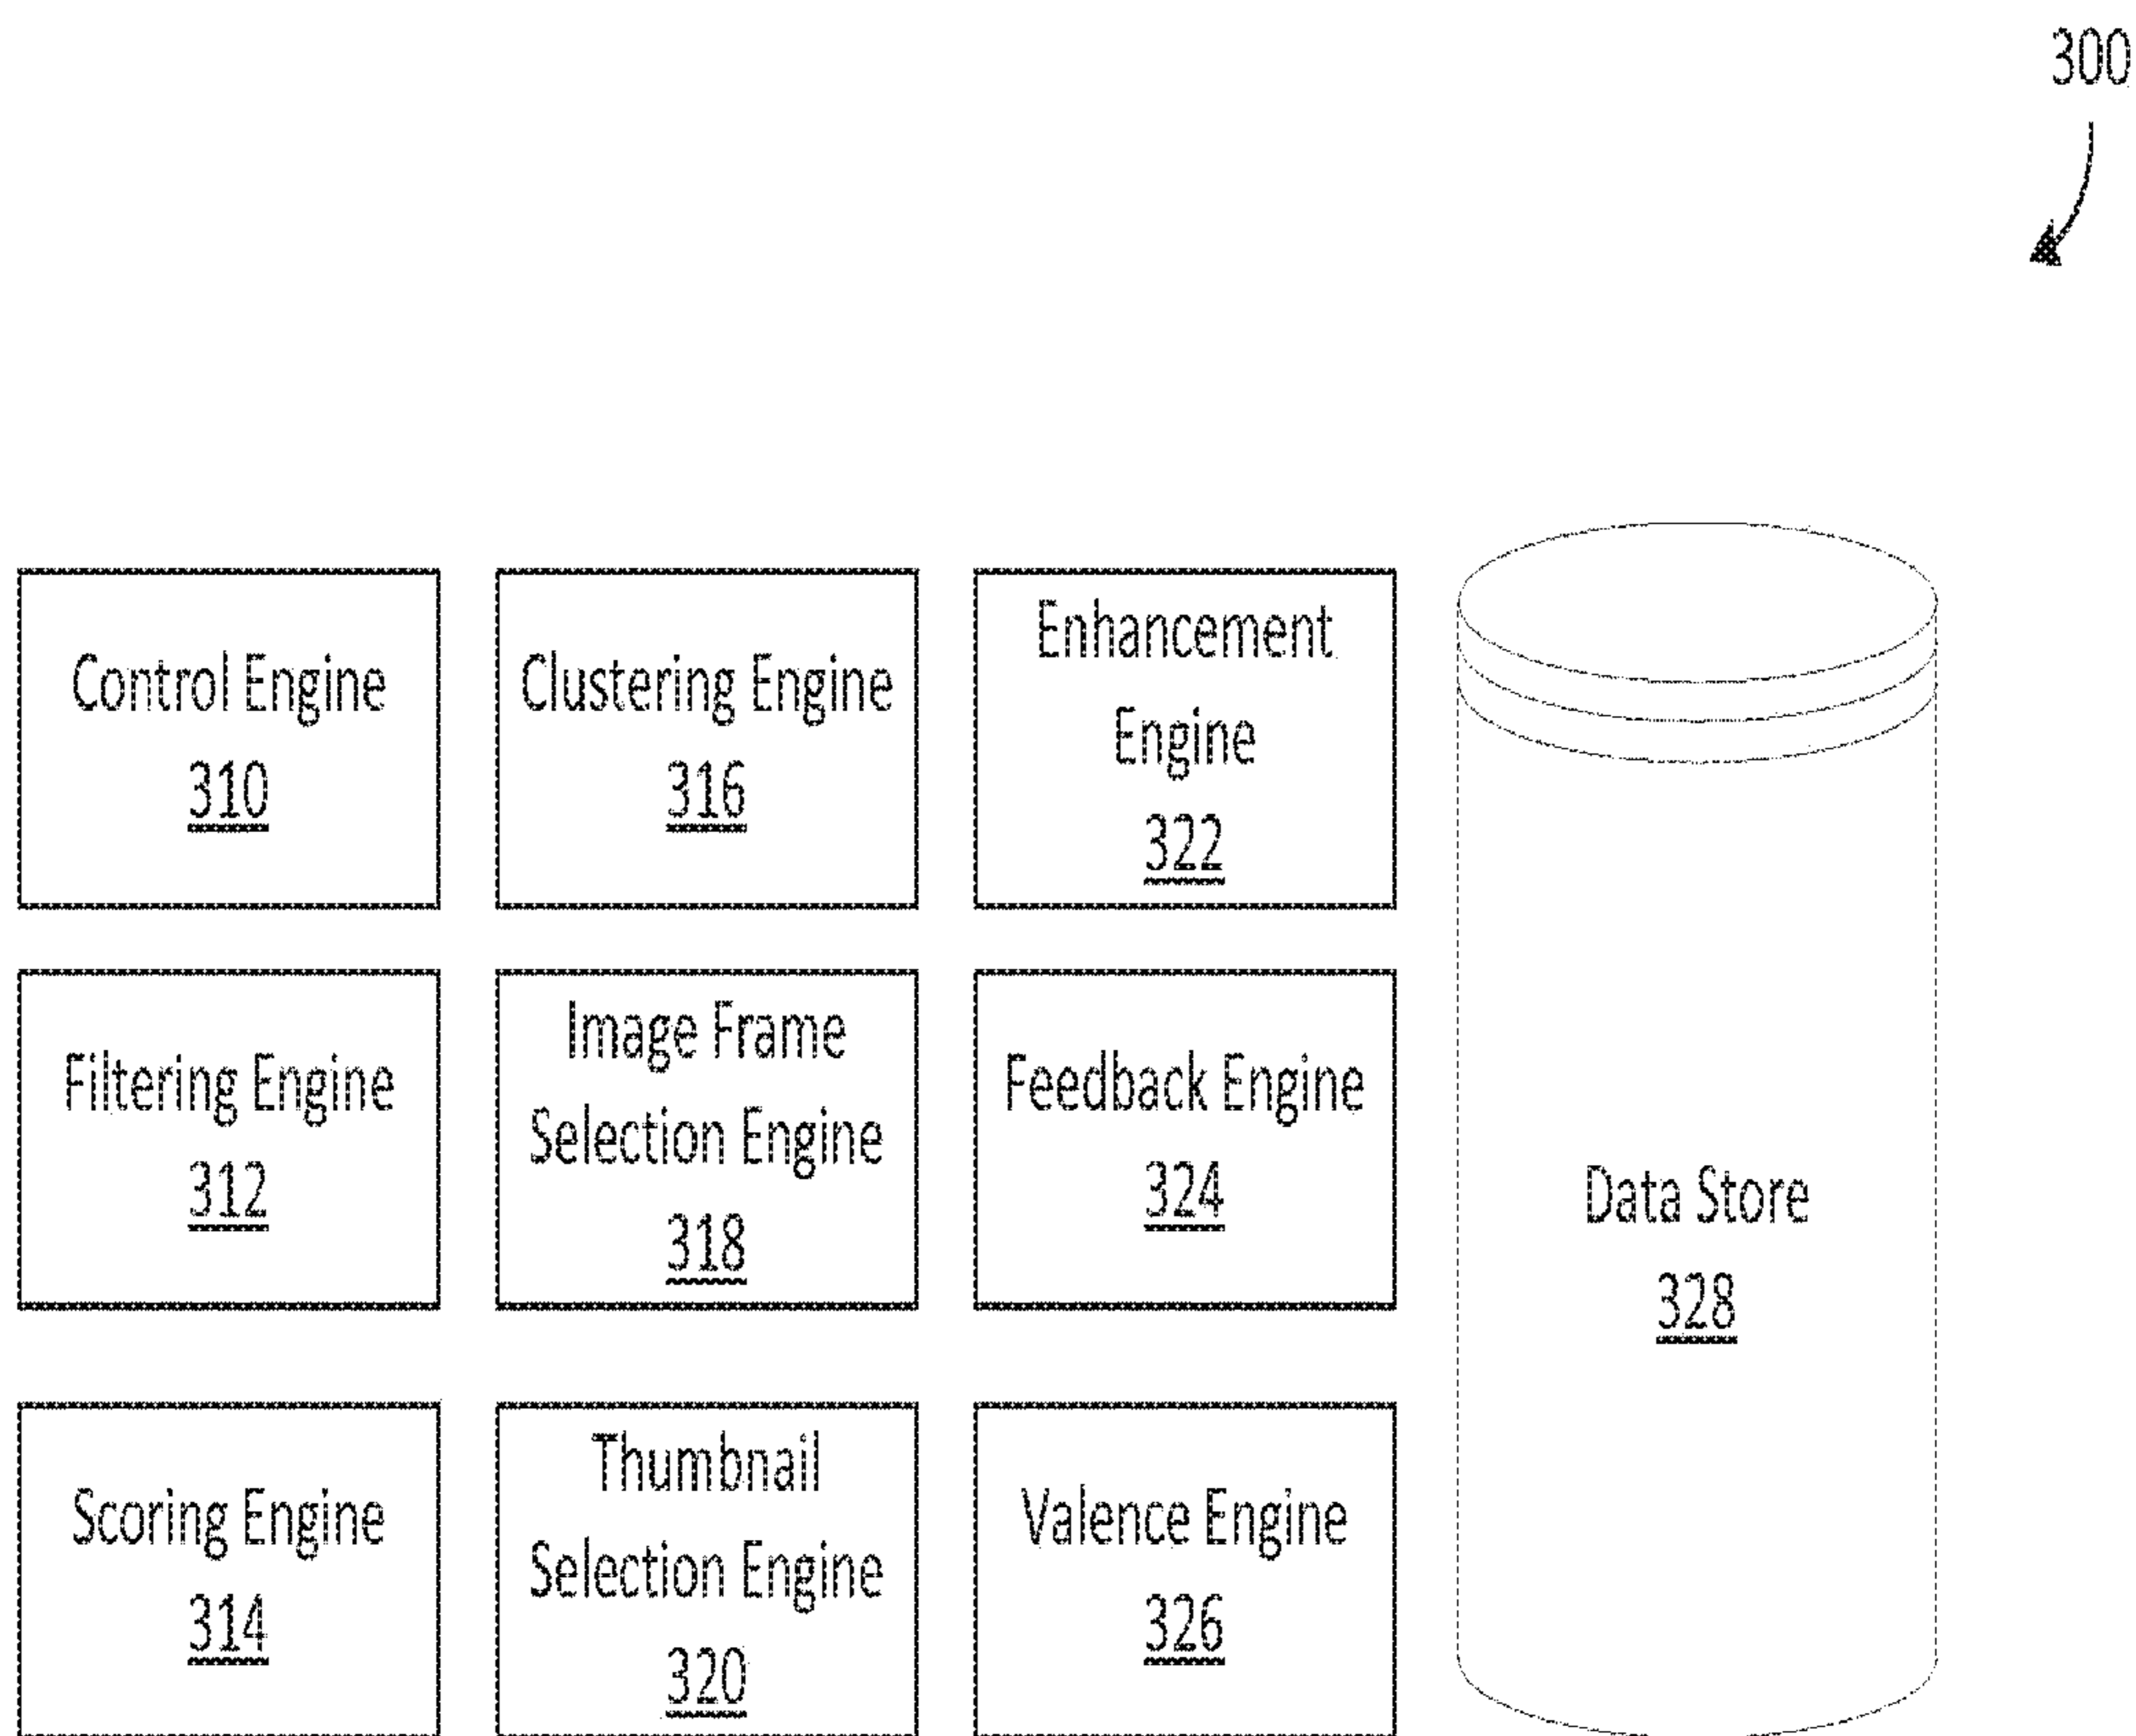 300
Control Engine
310
Clustering Engine
316
Enhancement
Engine
322
Filtering Engine
312
Image Frame
Selection Engine
318
Feedback Engine
324
Data Store
328
Scoring Engine
314
Thumbnail
Selection Engine
320
Valence Engine
326